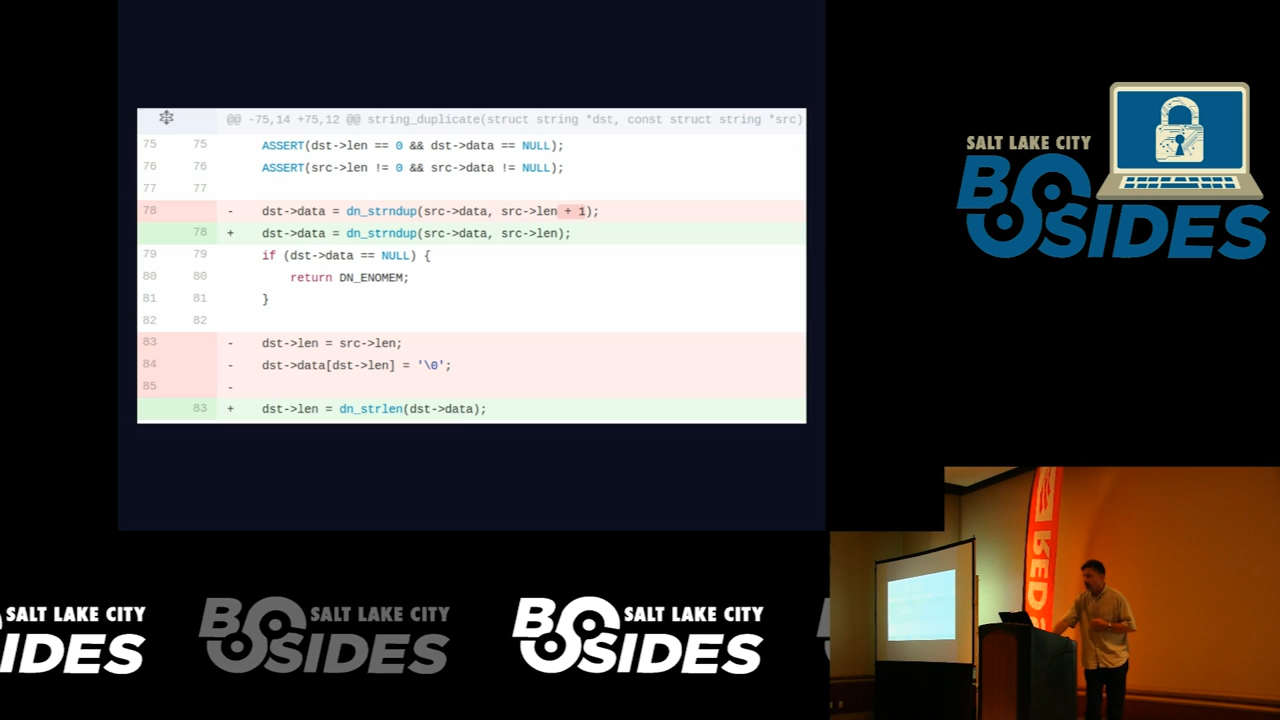 @@ -75,14 +75,12 @@ string_duplicate(struct string *dst, const struct string *src)
75 75 ASSERT(dst->len == 0 && dst->data == NULL);
76 76 ASSERT(src->len != 0 && src->data != NULL);
77 77
78 - dst->data = dn_strndup(src->data, src->len + 1);
78 + dst->data = dn_strndup(src->data, src->len);
79 79 if (dst->data == NULL) {
80 80 return DN_ENOMEM;
81 81 }
82 82
83 - dst->len = src->len;
84 - dst->data[dst->len] = '\0';
85 -
83 + dst->len = dn_strlen(dst->data);
SALT LAKE CITY
BSIDES
RED
SALT LAKE CITY
IDES
SALT LAKE CITY
BSIDES
SALT LAKE CITY
BSIDES